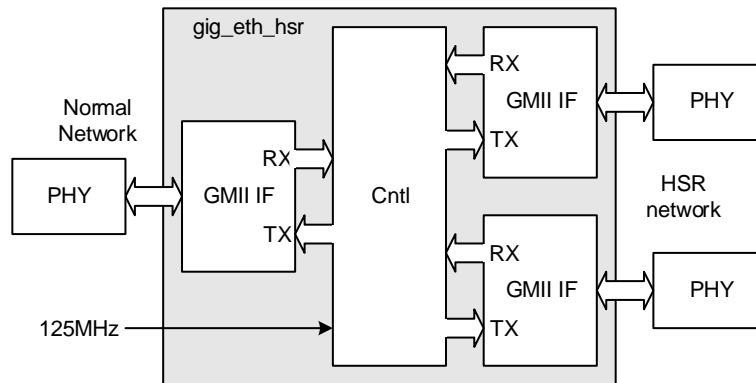 gig_eth_hsr
Normal
Network
PHY
GMII IF
RX
TX
125MHz
Cntl
RX
GMII IF
TX
PHY
HSR
network
RX
GMII IF
TX
PHY